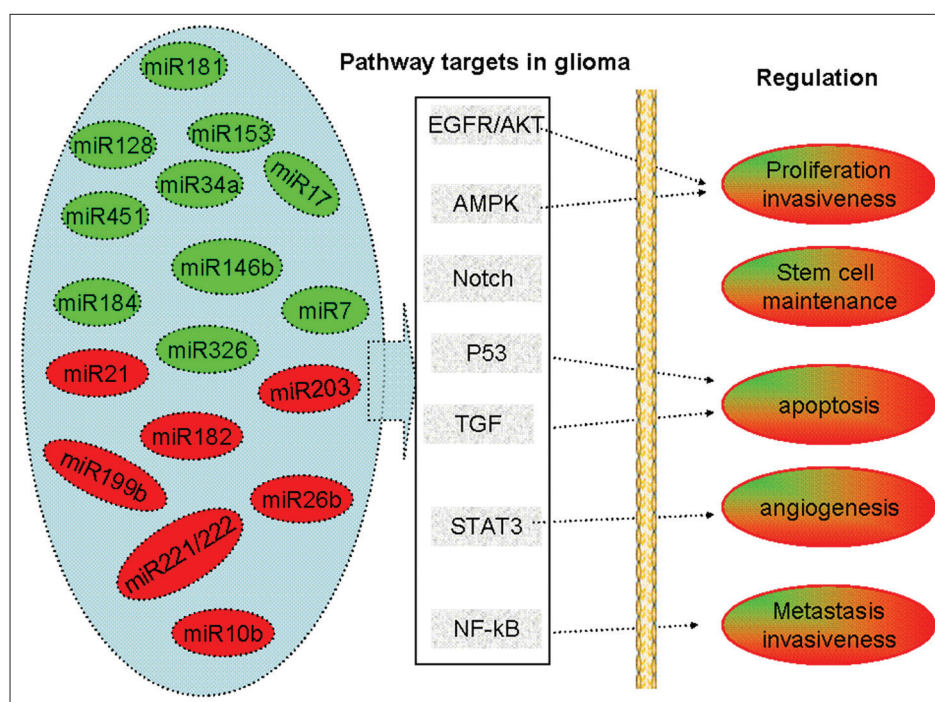 Pathway targets in glioma
Regulation
miR181
miR128
miR153
miR34a
miR17
miR451
miR146b
miR184
miR7
miR326
miR21
miR203
miR182
miR199b
miR26b
miR221/222
miR10b
EGFR/AKT
AMPK
Notch
P53
TGF
STAT3
NF-kB
Proliferation
invasiveness
Stem cell
maintenance
apoptosis
angiogenesis
Metastasis
invasiveness